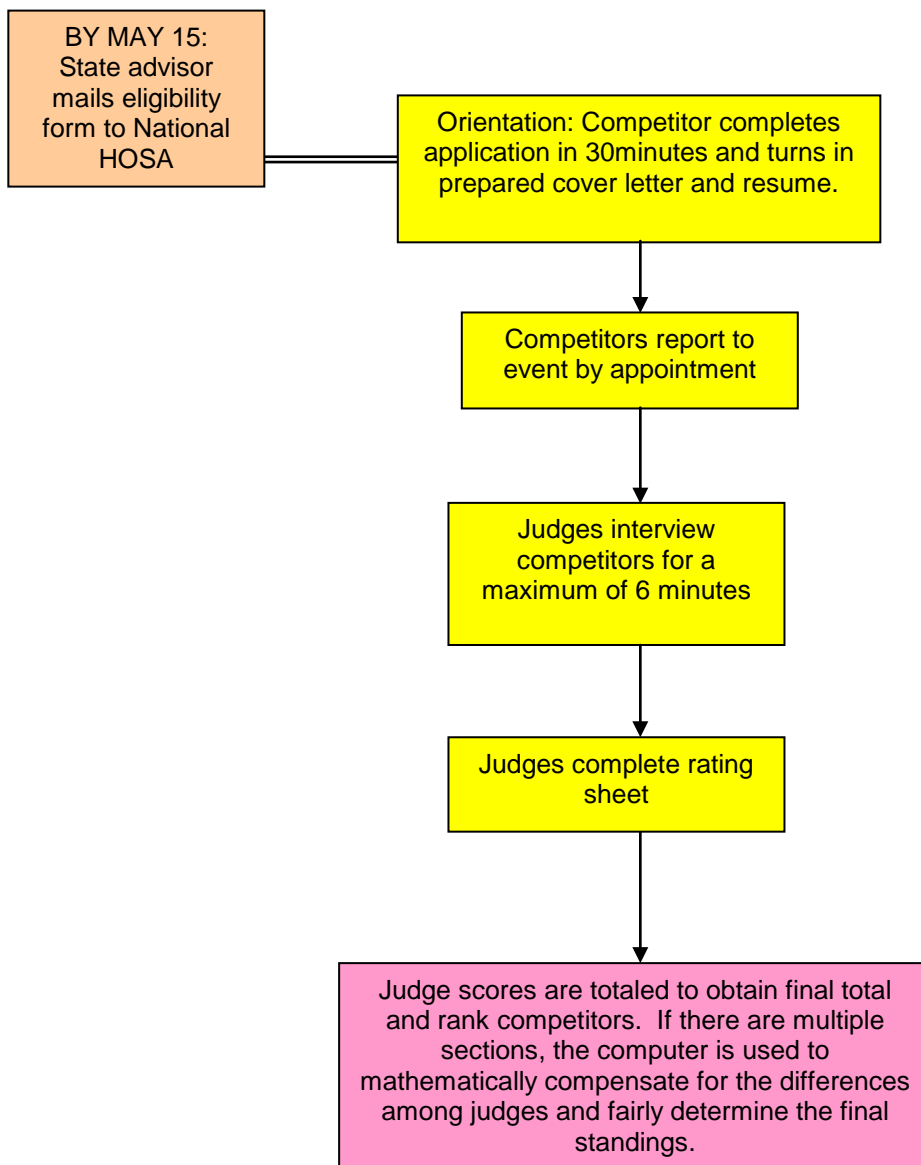 BY MAY 15:
State advisor
mails eligibility
form to National
HOSA
Orientation: Competitor completes
application in 30minutes and turns in
prepared cover letter and resume.
Competitors report to
event by appointment
Judges interview
competitors for a
maximum of 6 minutes
Judges complete rating
sheet
Judge scores are totaled to obtain final total
and rank competitors.  If there are multiple
sections, the computer is used to
mathematically compensate for the differences
among judges and fairly determine the final
standings.